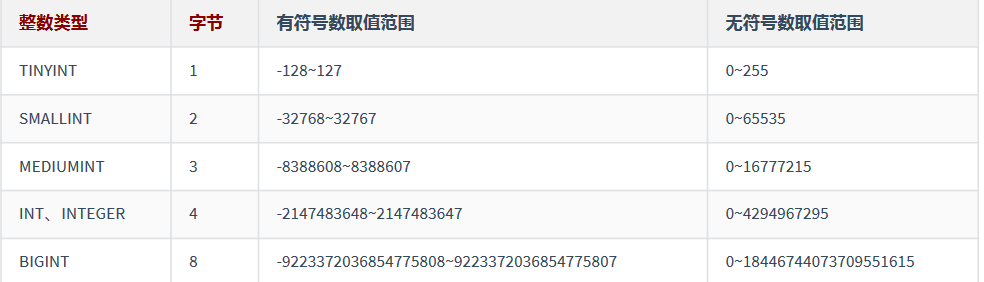 整数类型 字节 有符号数取值范围 无符号数取值范围
TINYINT 1 -128~127 0~255
SMALLINT 2 -32768~32767 0~65535
MEDIUMINT 3 -8388608~8388607 0~16777215
INT、INTEGER 4 -2147483648~2147483647 0~4294967295
BIGINT 8 -9223372036854775808~9223372036854775807 0~18446744073709551615